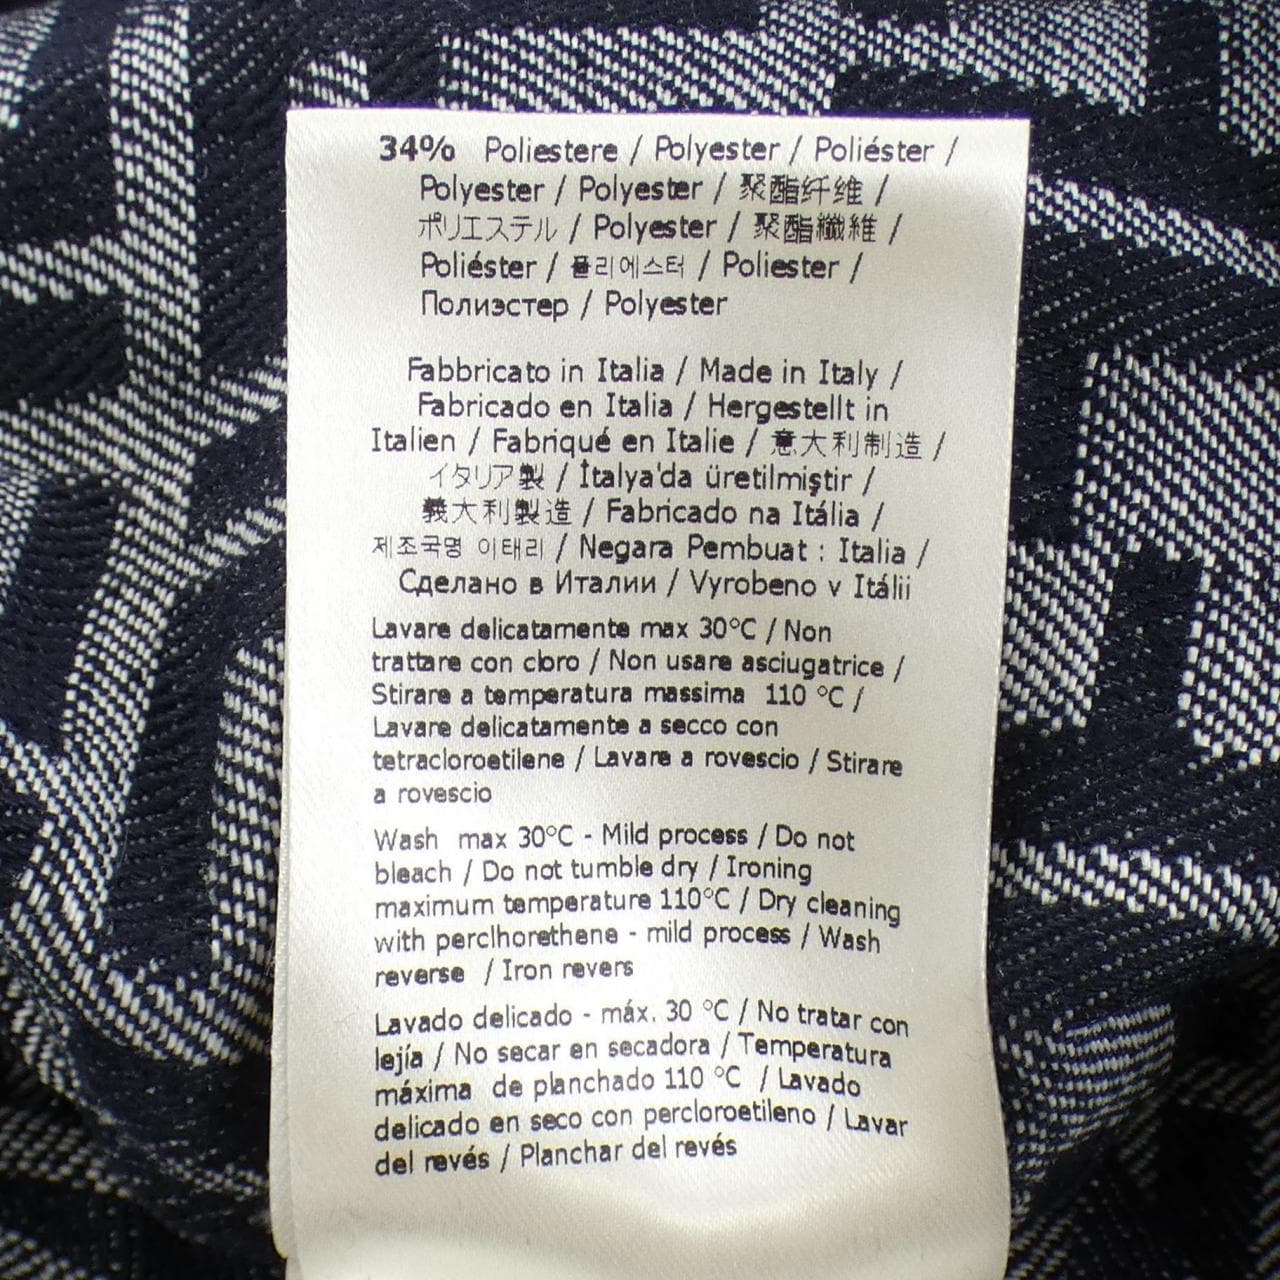 34% Poliestere / Polyester / Poliéster /
Polyester / Polyester / 聚酯纤维 /
ポリエステル / Polyester / 聚酯纖維 /
Poliéster / 폴리에스터 / Poliester /
Полиэстер / Polyester
Fabbricato in Italia / Made in Italy /
Fabricado en Italia / Hergestellt in
Italien / Fabriqué en Italie / 意大利制造 /
イタリア製 / İtalya'da üretilmiştir /
義大利製造 / Fabricado na Itália /
제조국명 이태리 / Negara Pembuat : Italia /
Сделано в Италии / Vyrobeno v Itálii
Lavare delicatamente max 30°C / Non
trattare con cloro / Non usare asciugatrice /
Stirare a temperatura massima 110 °C /
Lavare delicatamente a secco con
tetracloroetilene / Lavare a rovescio / Stirare
a rovescio
Wash max 30°C - Mild process / Do not
bleach / Do not tumble dry / Ironing
maximum temperature 110°C / Dry cleaning
with perclhorethene - mild process / Wash
reverse / Iron revers
Lavado delicado - máx. 30 °C / No tratar con
lejía / No secar en secadora / Temperatura
máxima de planchado 110 °C / Lavado
delicado en seco con percloroetileno / Lavar
del revés / Planchar del revés